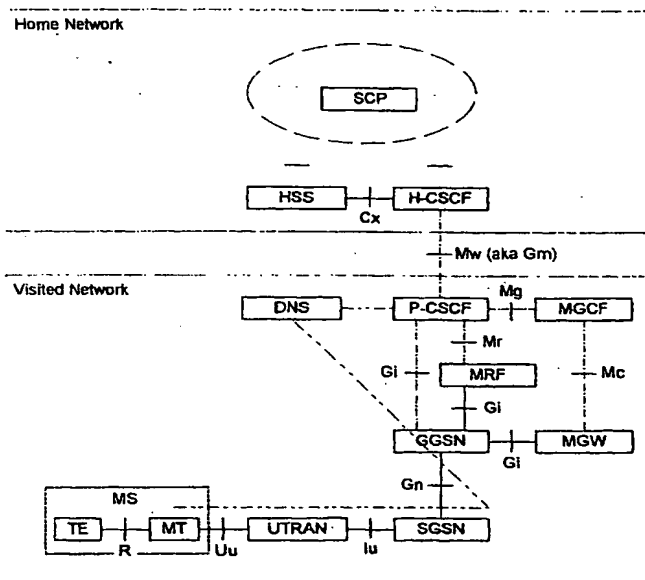 Home Network
SCP
HSS
H-CSCF
Cx
Mw (aka Gm)
Visited Network
DNS
P-CSCF
Mg
MGCF
Mr
Gi
MRF
Mc
Gi
GGSN
MGW
Gi
Gn
MS
TE
MT
UTRAN
SGSN
R
Uu
Iu